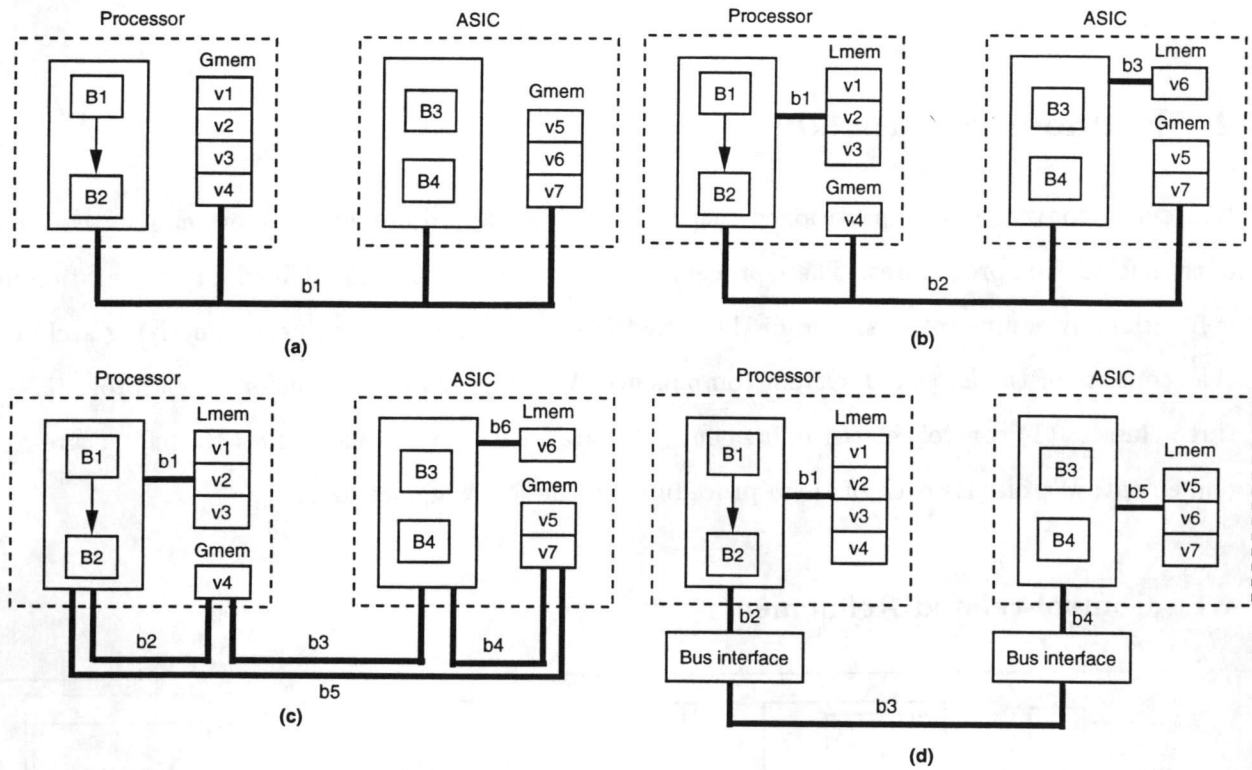 Processor
ASIC
Gmem
B1
B2
v1
v2
v3
v4
B3
B4
Gmem
v5
v6
v7
b1
(a)
Processor
ASIC
B1
B2
b1
Lmem
v1
v2
v3
Gmem
v4
B3
B4
b3
Lmem
v6
Gmem
v5
v7
b2
(b)
Processor
ASIC
B1
B2
b1
Lmem
v1
v2
v3
Gmem
v4
B3
B4
b6
Lmem
v6
Gmem
v5
v7
b2
b3
b4
b5
(c)
Processor
ASIC
B1
B2
b1
Lmem
v1
v2
v3
v4
B3
B4
b5
Lmem
v5
v6
v7
b2
b4
Bus interface
Bus interface
b3
(d)